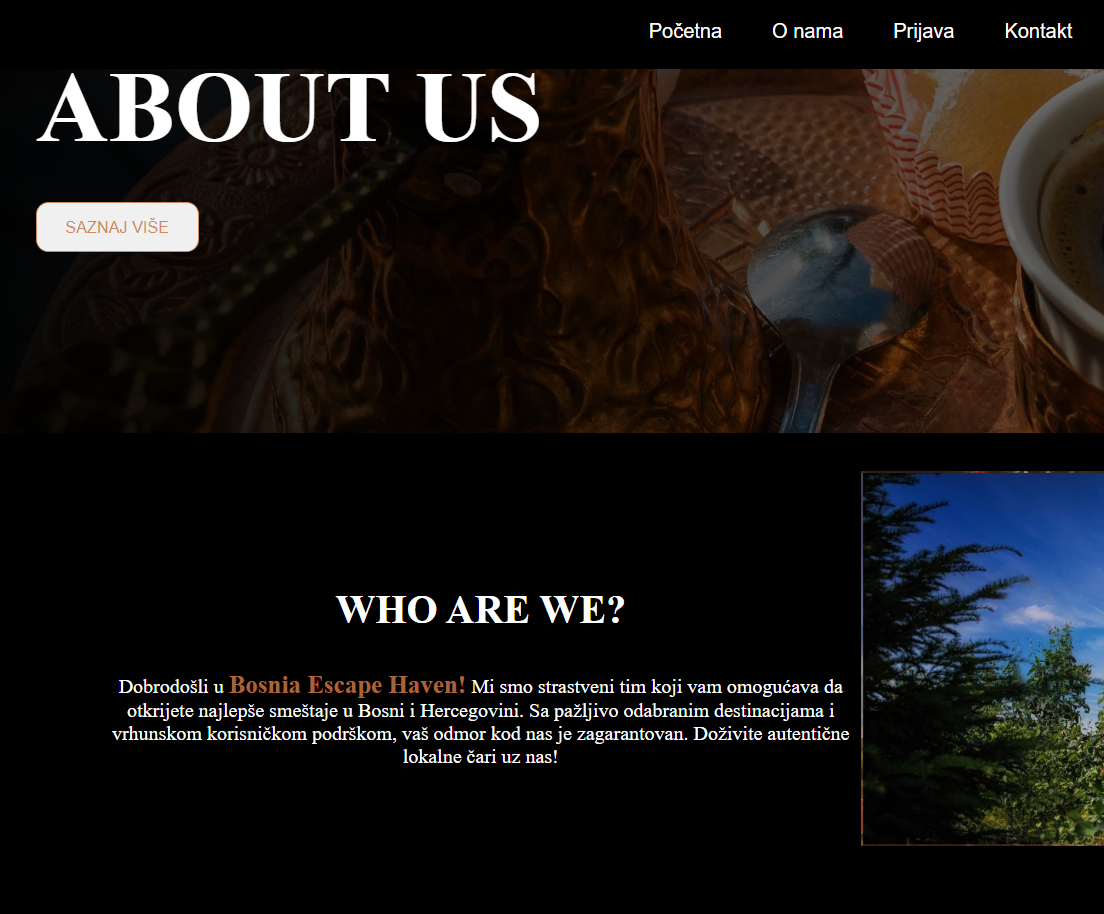 Početna O nama Prijava Kontakt
ABOUT US
SAZNAJ VIŠE
WHO ARE WE?
Dobrodošli u Bosnia Escape Haven! Mi smo strastveni tim koji vam omogućava da
otkrijete najlepše smeštaje u Bosni i Hercegovini. Sa pažljivo odabranim destinacijama i
vrhunskom korisničkom podrškom, vaš odmor kod nas je zagarantovan. Doživite autentične
lokalne čari uz nas!